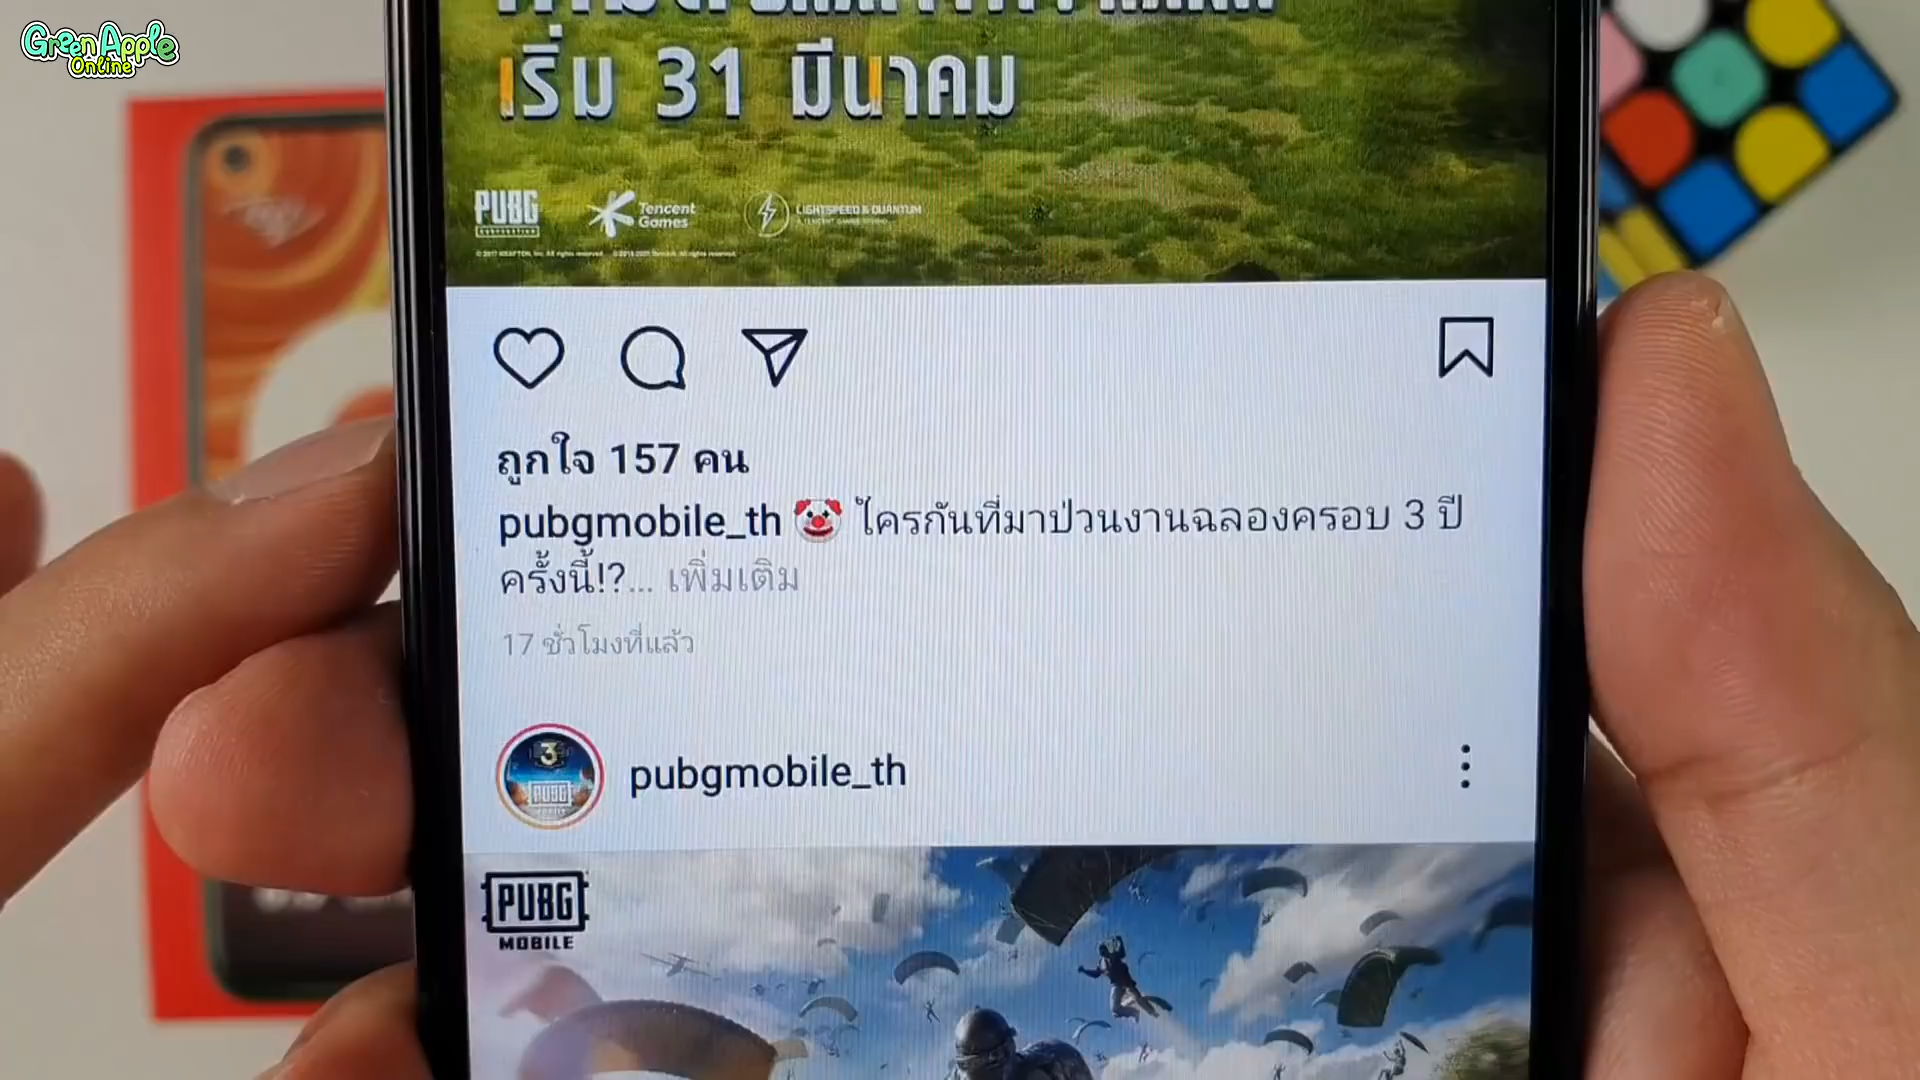 Green Apple
Online
เริ่ม 31 มีนาคม
PUBG
CORPORATION
Tencent
Games
LIGHTSPEED & QUANTUM
ถูกใจ 157 คน
pubgmobile_th 🤡 ใครกันที่มาป่วนงานฉลองครอบ 3 ปี
ครั้งนี้!?... เพิ่มเติม
17 ชั่วโมงที่แล้ว
3
PUBG
pubgmobile_th
PUBG
MOBILE